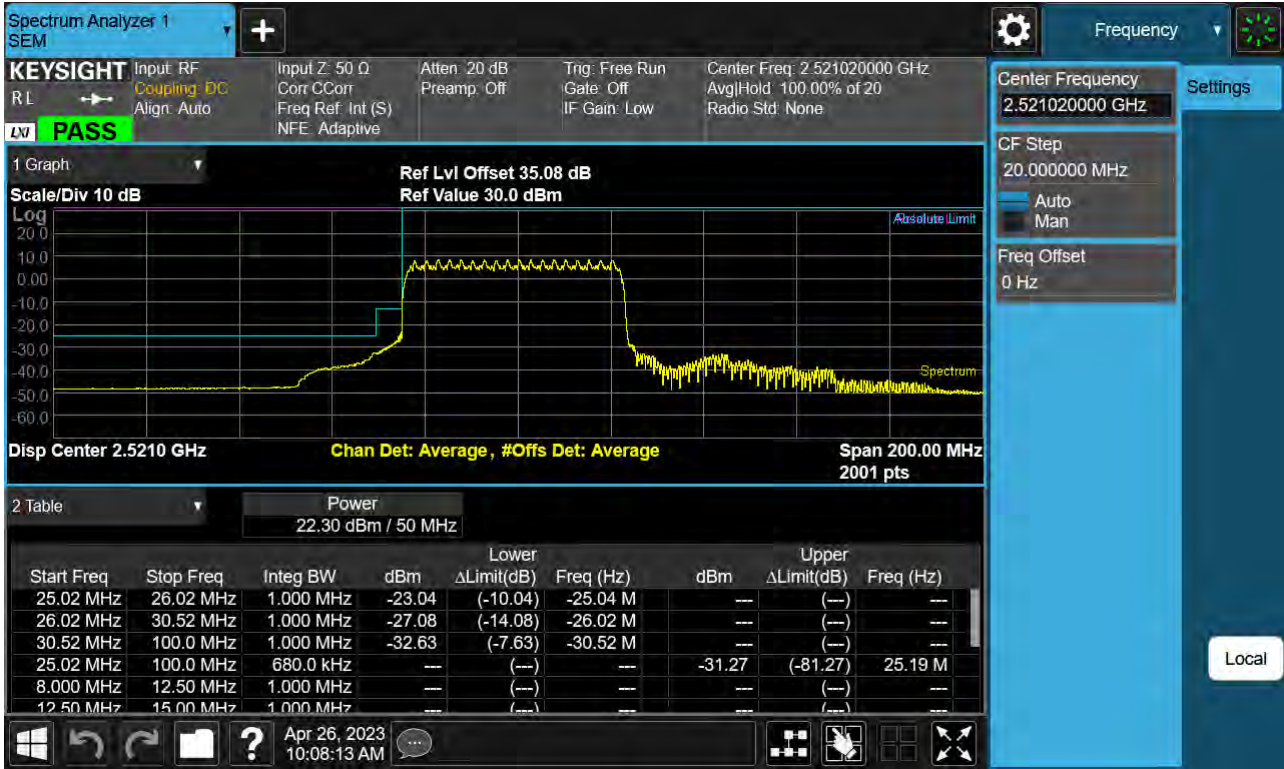 Spectrum Analyzer 1
SEM
+
Frequency
KEYSIGHT
RL
LXI
PASS
Input: RF
Coupling: DC
Align: Auto
Input Z: 50 Ω
Corr CCorr
Freq Ref: Int (S)
NFE: Adaptive
Atten: 20 dB
Preamp: Off
Trig: Free Run
Gate: Off
IF Gain: Low
Center Freq: 2.521020000 GHz
Avg|Hold: 100.00% of 20
Radio Std: None
Center Frequency
2.521020000 GHz
Settings
CF Step
20.000000 MHz
Auto
Man
Freq Offset
0 Hz
1 Graph
Scale/Div 10 dB
Ref Lvl Offset 35.08 dB
Ref Value 30.0 dBm
Log
Absolute Limit
20.0
10.0
0.00
-10.0
-20.0
-30.0
-40.0
-50.0
-60.0
Spectrum
Disp Center 2.5210 GHz
Chan Det: Average, #Offs Det: Average
Span 200.00 MHz
2001 pts
2 Table
Power
22.30 dBm / 50 MHz
Lower Upper
Start Freq Stop Freq Integ BW dBm ΔLimit(dB) Freq (Hz) dBm ΔLimit(dB) Freq (Hz)
25.02 MHz 26.02 MHz 1.000 MHz -23.04 (-10.04) -25.04 M --- (---) ---
26.02 MHz 30.52 MHz 1.000 MHz -27.08 (-14.08) -26.02 M --- (---) ---
30.52 MHz 100.0 MHz 1.000 MHz -32.63 (-7.63) -30.52 M --- (---) ---
25.02 MHz 100.0 MHz 680.0 kHz --- (---) --- -31.27 (-81.27) 25.19 M
8.000 MHz 12.50 MHz 1.000 MHz --- (---) --- --- (---) ---
12.50 MHz 15.00 MHz 1.000 MHz --- (---) --- --- (---) ---
Local
?
Apr 26, 2023
10:08:13 AM